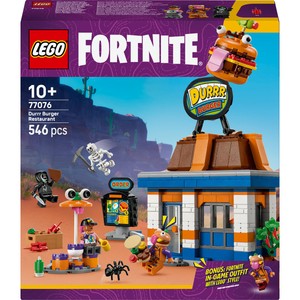 LEGO
FORTNITE
10+
77076
Durrr Burger
Restaurant
546 pcs
DURRR
BURGER
ORDER
BONUS: FORTNITE
IN-GAME OUTFIT
WITH LEGO® STYLE!